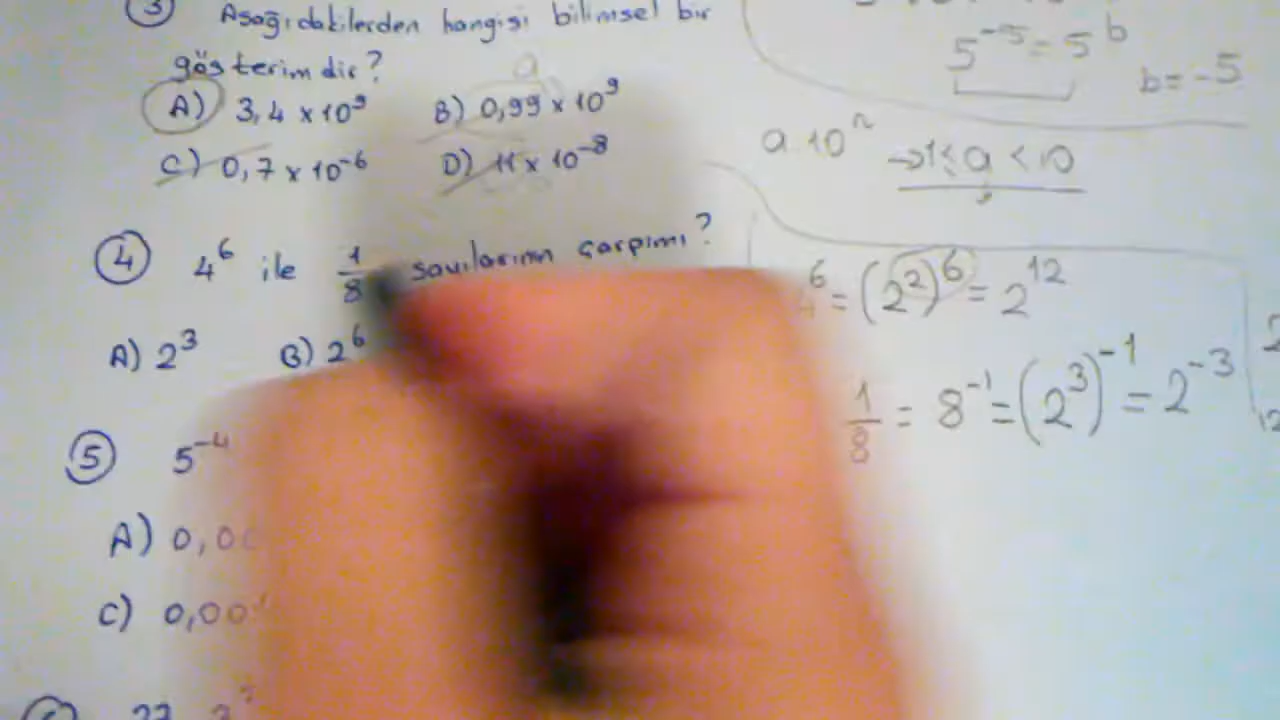 3 Aşağıdakilerden hangisi bilimsel bir
gösterimdir?
A) 3,4 x 10⁹ B) 0,99 x 10⁹
C) 0,7 x 10⁻⁶ D) 11 x 10⁻⁸
4 4⁶ ile 1/8 sayılarının çarpımı?
A) 2³ B) 2⁶
5 5⁻⁴
A) 0,00
C) 0,00
5⁻⁵ = 5ᵇ
b = -5
a.10ⁿ → 1 ≤ a < 10
4⁶ = (2²)⁶ = 2¹²
1/8 = 8⁻¹ = (2³)⁻¹ = 2⁻³